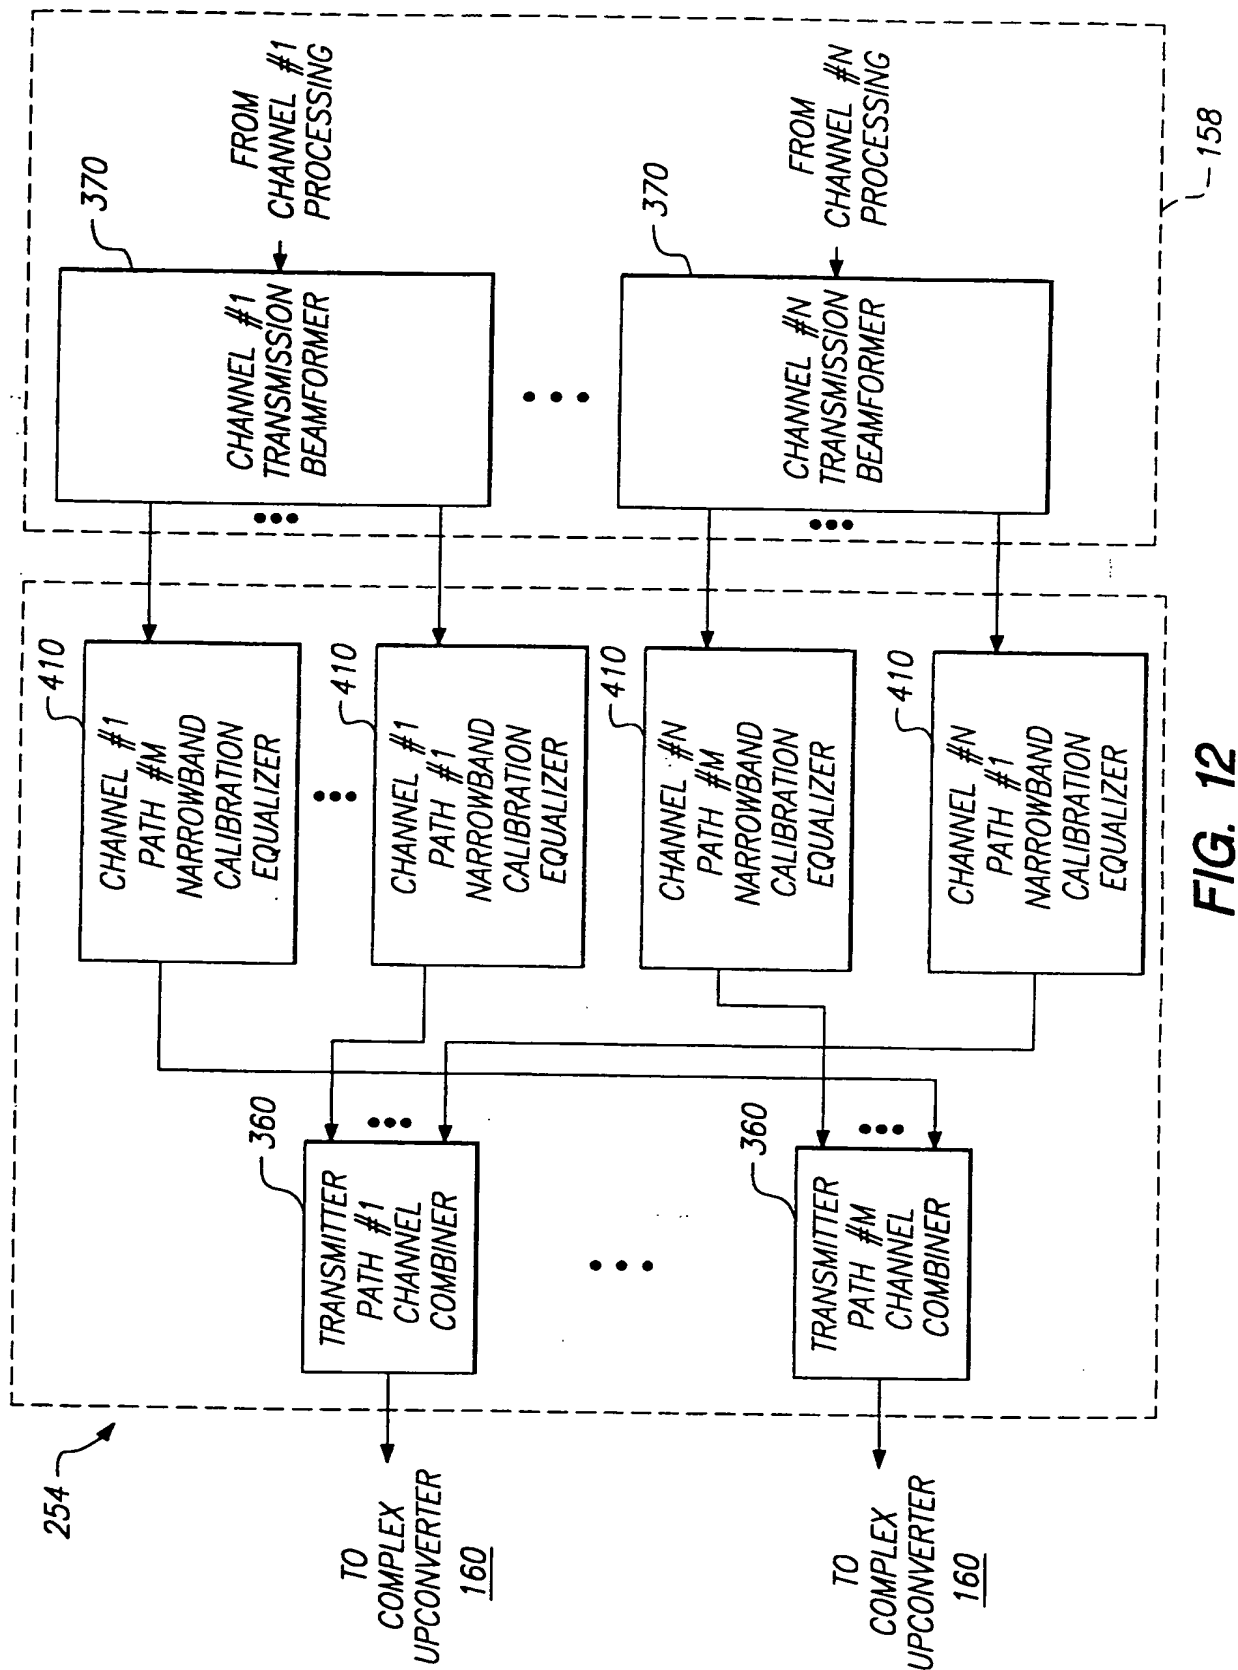 254
TO
COMPLEX
UPCONVERTER
160
TO
COMPLEX
UPCONVERTER
160
360
TRANSMITTER
PATH #1
CHANNEL
COMBINER
360
TRANSMITTER
PATH #M
CHANNEL
COMBINER
410
CHANNEL #1
PATH #M
NARROWBAND
CALIBRATION
EQUALIZER
410
CHANNEL #1
PATH #1
NARROWBAND
CALIBRATION
EQUALIZER
410
CHANNEL #N
PATH #M
NARROWBAND
CALIBRATION
EQUALIZER
410
CHANNEL #N
PATH #1
NARROWBAND
CALIBRATION
EQUALIZER
370
CHANNEL #1
TRANSMISSION
BEAMFORMER
370
CHANNEL #N
TRANSMISSION
BEAMFORMER
FROM
CHANNEL #1
PROCESSING
FROM
CHANNEL #N
PROCESSING
158
FIG. 12